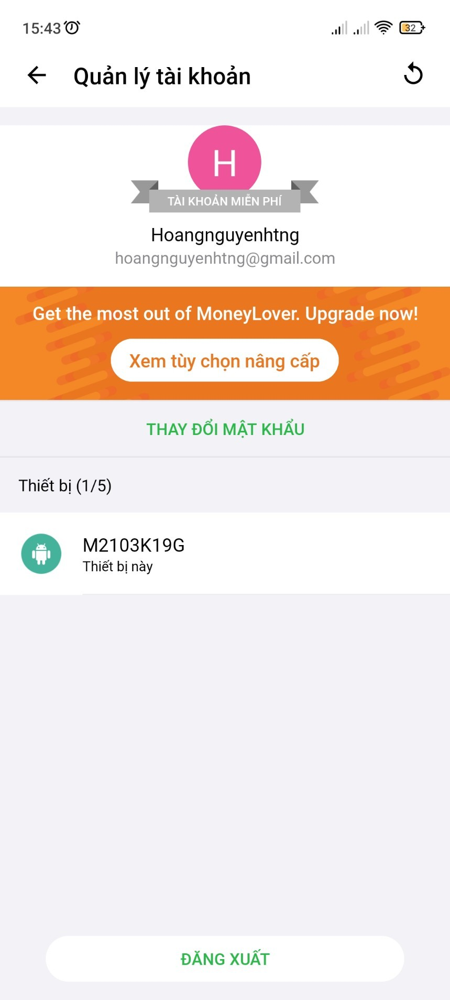 15:43
32
Quản lý tài khoản
H
TÀI KHOẢN MIỄN PHÍ
Hoangnguyenhtng
hoangnguyenhtng@gmail.com
Get the most out of MoneyLover. Upgrade now!
Xem tùy chọn nâng cấp
THAY ĐỔI MẬT KHẨU
Thiết bị (1/5)
M2103K19G
Thiết bị này
ĐĂNG XUẤT